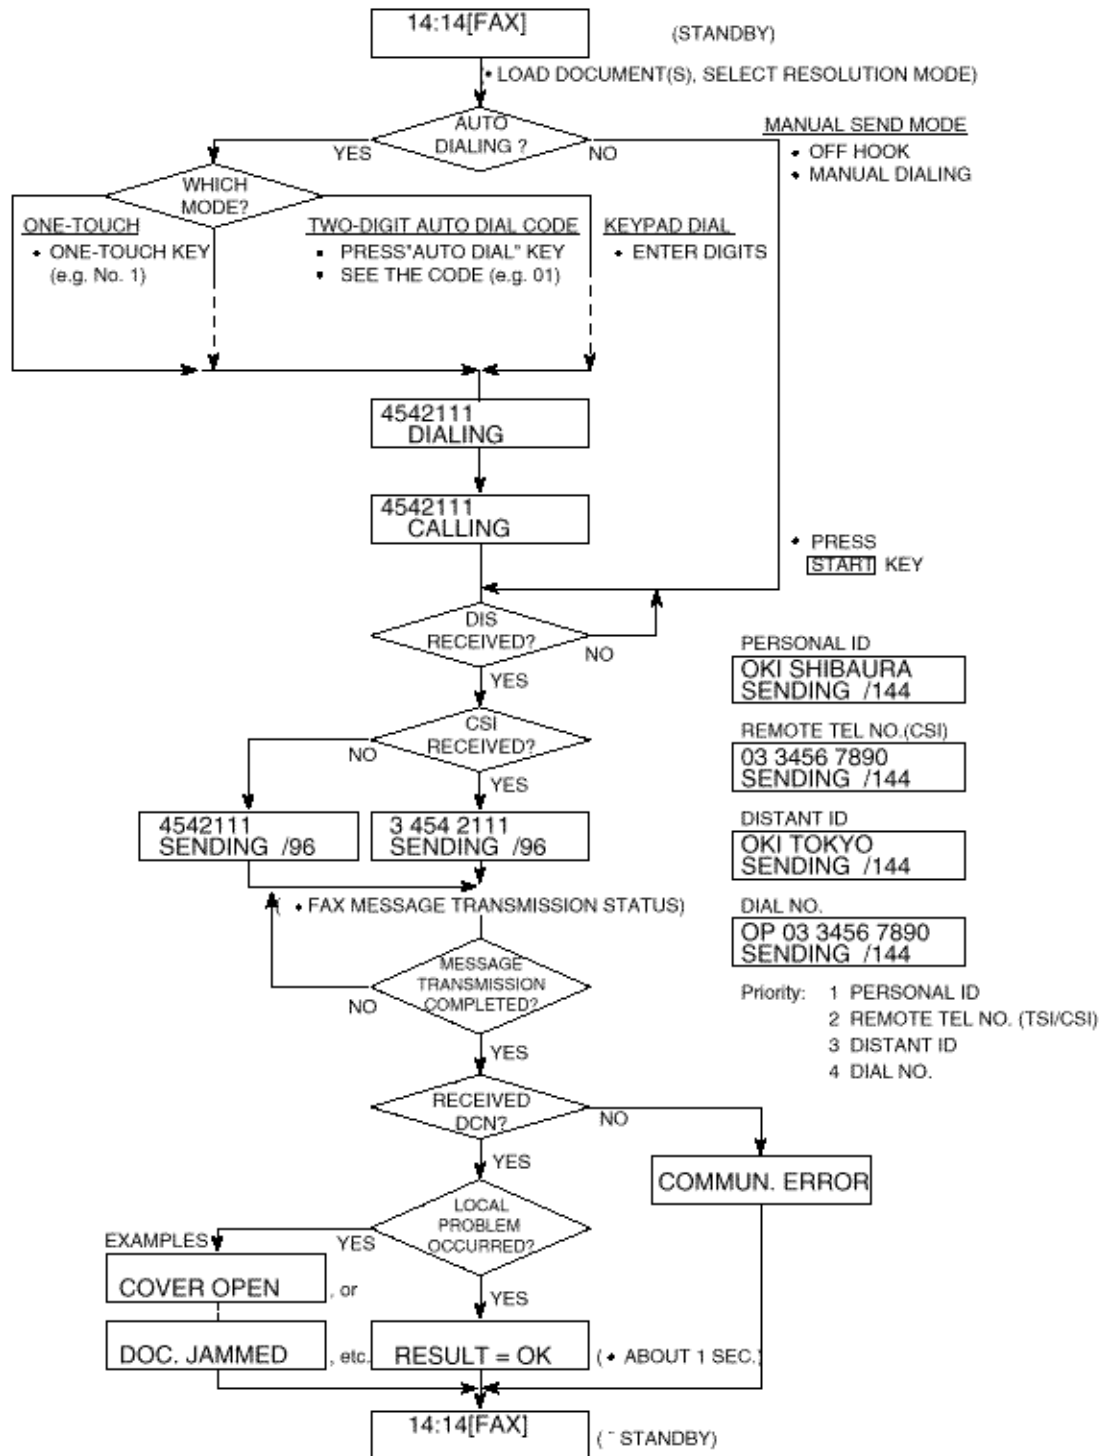 14:14[FAX]
(STANDBY)
(• LOAD DOCUMENT(S), SELECT RESOLUTION MODE)
AUTO
DIALING ?
YES
NO
MANUAL SEND MODE
• OFF HOOK
• MANUAL DIALING
WHICH
MODE?
ONE-TOUCH
• ONE-TOUCH KEY
(e.g. No. 1)
TWO-DIGIT AUTO DIAL CODE
• PRESS"AUTO DIAL" KEY
• SEE THE CODE (e.g. 01)
KEYPAD DIAL
• ENTER DIGITS
4542111
DIALING
4542111
CALLING
• PRESS
START KEY
DIS
RECEIVED?
NO
YES
PERSONAL ID
OKI SHIBAURA
SENDING /144
CSI
RECEIVED?
NO
YES
REMOTE TEL NO.(CSI)
03 3456 7890
SENDING /144
4542111
SENDING /96
3 454 2111
SENDING /96
DISTANT ID
OKI TOKYO
SENDING /144
( • FAX MESSAGE TRANSMISSION STATUS)
DIAL NO.
OP 03 3456 7890
SENDING /144
MESSAGE
TRANSMISSION
COMPLETED?
NO
YES
Priority: 1 PERSONAL ID
2 REMOTE TEL NO. (TSI/CSI)
3 DISTANT ID
4 DIAL NO.
RECEIVED
DCN?
NO
YES
COMMUN. ERROR
LOCAL
PROBLEM
OCCURRED?
YES
YES
EXAMPLES
COVER OPEN
, or
DOC. JAMMED
, etc.
RESULT = OK
( • ABOUT 1 SEC.)
14:14[FAX]
( ¨ STANDBY)